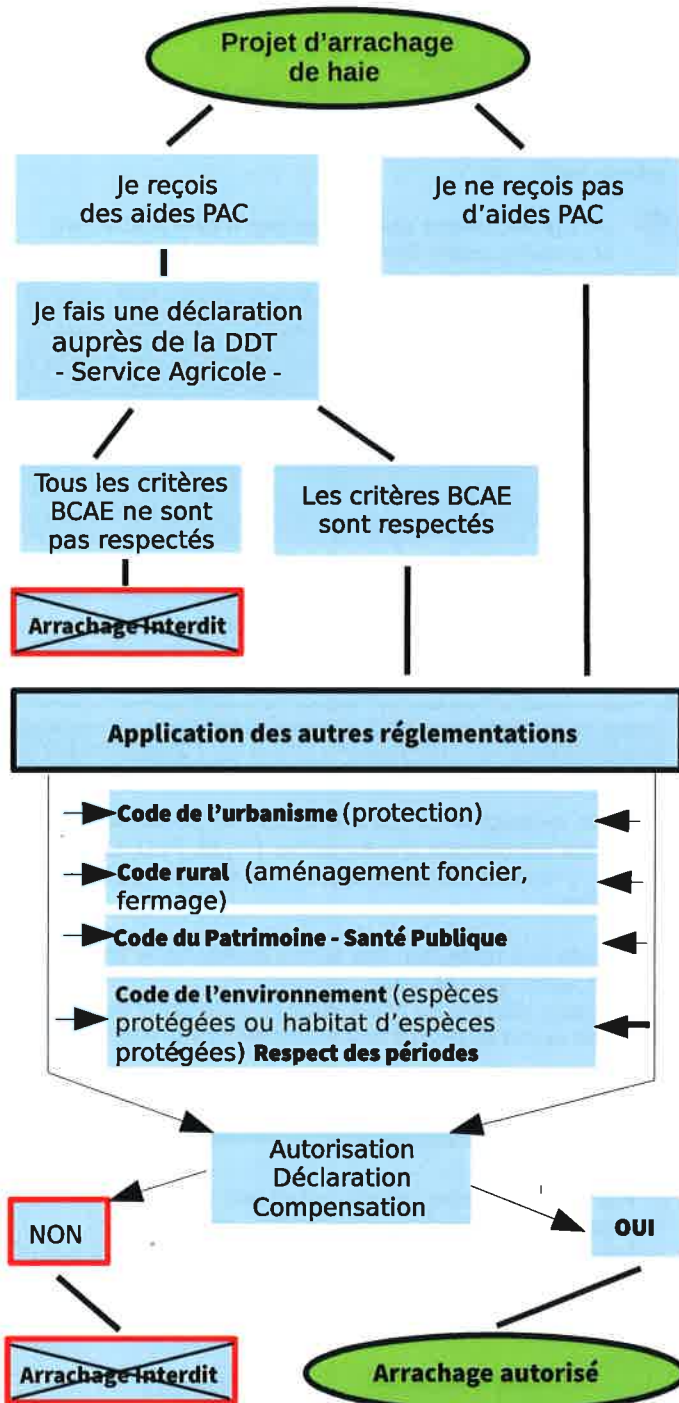 Projet d'arrachage
de haie
Je reçois
des aides PAC
Je ne reçois pas
d'aides PAC
Je fais une déclaration
auprès de la DDT
- Service Agricole -
Tous les critères
BCAE ne sont
pas respectés
Les critères BCAE
sont respectés
Arrachage Interdit
Application des autres réglementations
Code de l'urbanisme (protection)
Code rural (aménagement foncier,
fermage)
Code du Patrimoine - Santé Publique
Code de l'environnement (espèces
protégées ou habitat d'espèces
protégées) Respect des périodes
Autorisation
Déclaration
Compensation
NON
OUI
Arrachage Interdit
Arrachage autorisé